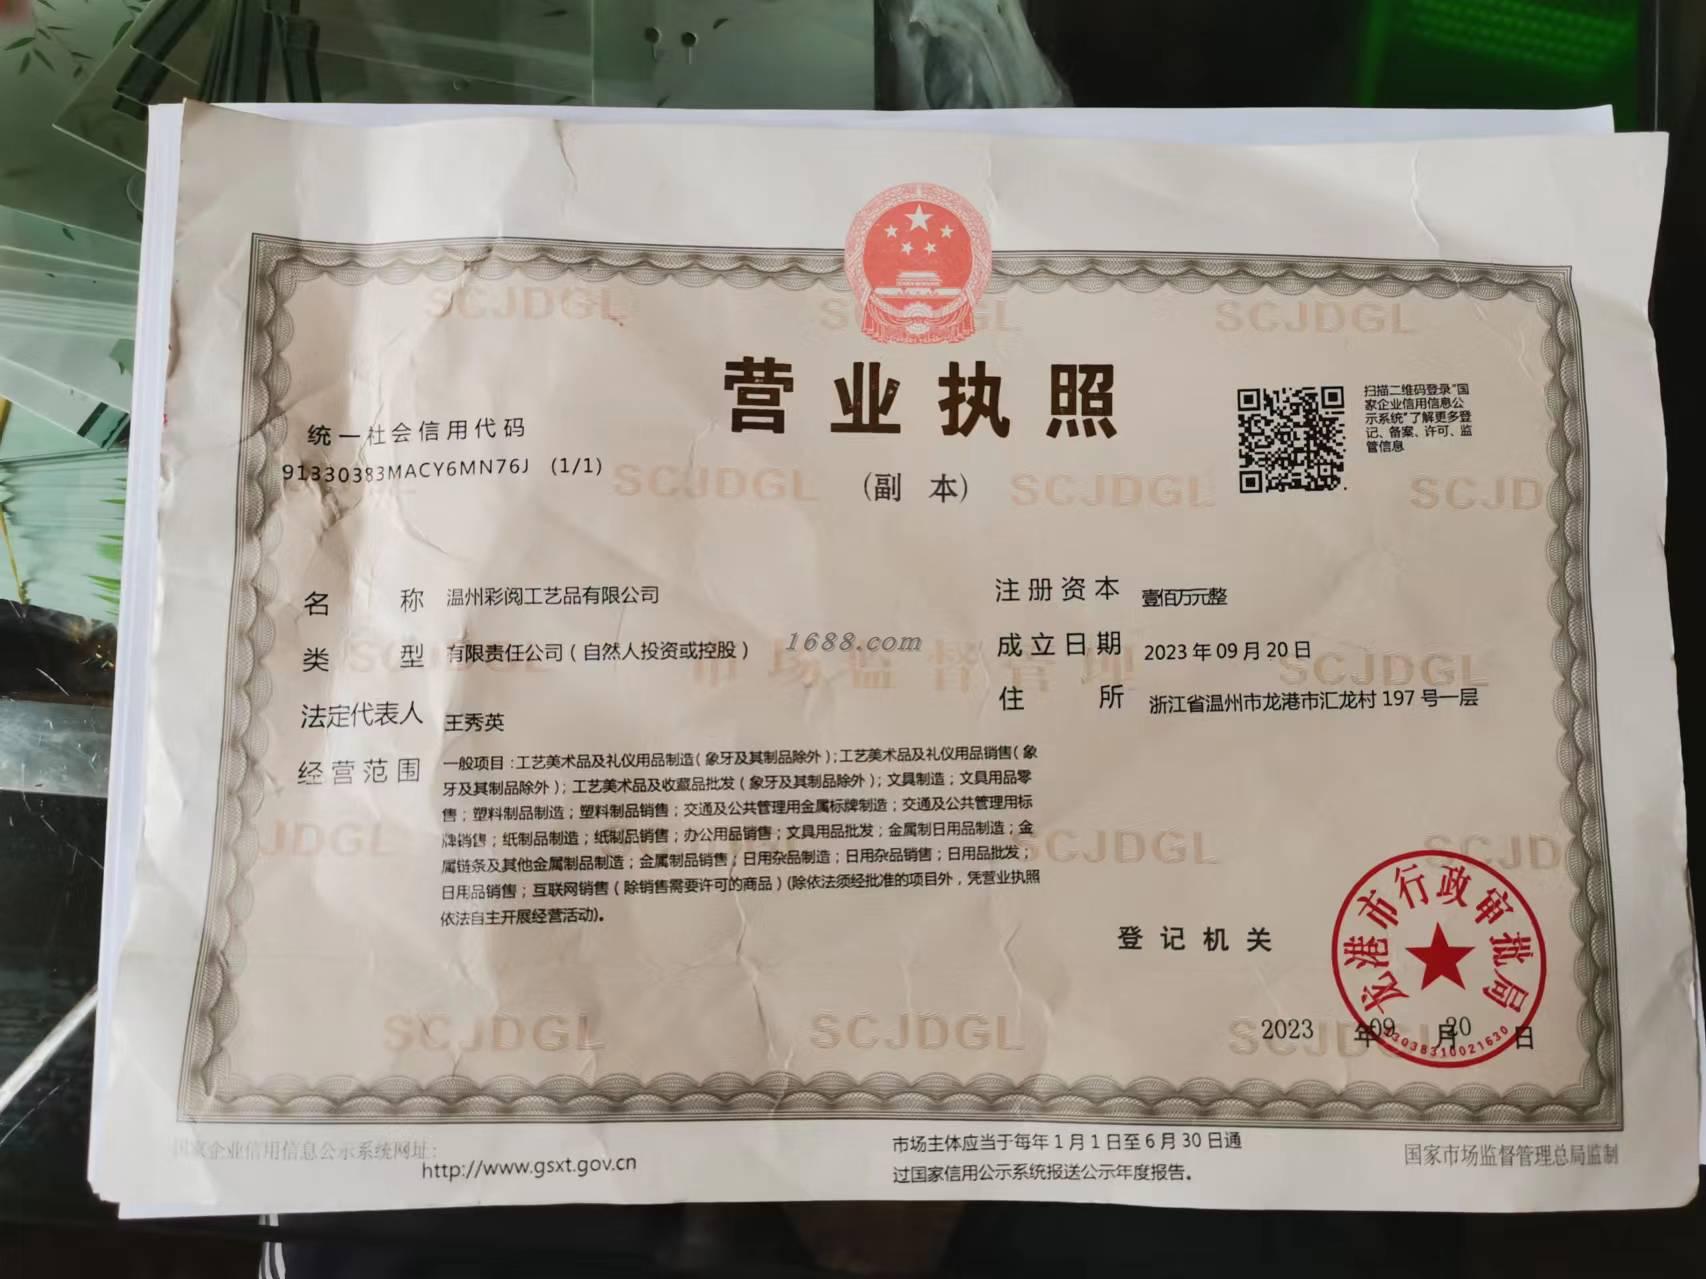 SCJDGL
SCJDGL
营业执照
(副 本)
扫描二维码登录"国
家企业信用信息公
示系统"了解更多登
记、备案、许可、监
管信息
统一社会信用代码
91330383MACY6MN76J (1/1)
SCJDGL
SCJDGL
SCJD
名 称 温州彩阅工艺品有限公司
类 型 有限责任公司(自然人投资或控股)
法定代表人 王秀英
经营范围 一般项目:工艺美术品及礼仪用品制造(象牙及其制品除外);工艺美术品及礼仪用品销售(象
牙及其制品除外);工艺美术品及收藏品批发(象牙及其制品除外);文具制造;文具用品零
售;塑料制品制造;塑料制品销售;交通及公共管理用金属标牌制造;交通及公共管理用标
牌销售;纸制品制造;纸制品销售;办公用品销售;文具用品批发;金属制日用品制造;金
属链条及其他金属制品制造;金属制品销售;日用杂品制造;日用杂品销售;日用品批发;
日用品销售;互联网销售(除销售需要许可的商品)(除依法须经批准的项目外,凭营业执照
依法自主开展经营活动)。
注册资本 壹佰万元整
成立日期 2023年09月20日
住 所 浙江省温州市龙港市汇龙村197号一层
1688.com
市场监督管理
SCJDGL
JDGL
SCJDGL
SCJD
登记机关
龙港市行政审批局
2023 年09 月20 日
SCJDGL
SCJDGL
国家企业信用信息公示系统网址:
http://www.gsxt.gov.cn
市场主体应当于每年1月1日至6月30日通
过国家信用公示系统报送公示年度报告。
国家市场监督管理总局监制